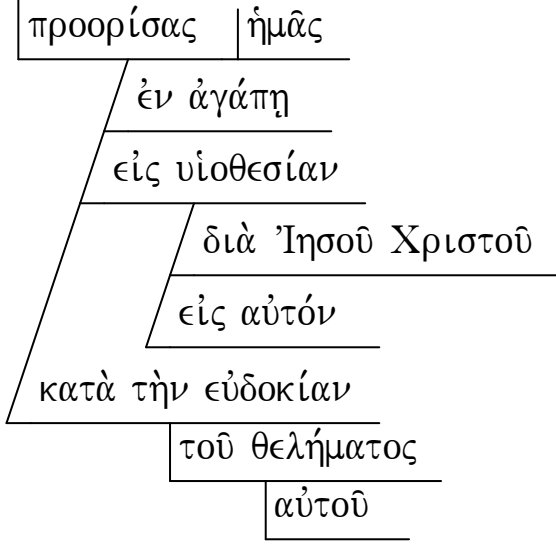 προορίσας ἡμᾶς
ἐν ἀγάπῃ
εἰς υἱοθεσίαν
διὰ Ἰησοῦ Χριστοῦ
εἰς αὐτόν
κατὰ τὴν εὐδοκίαν
τοῦ θελήματος
αὐτοῦ